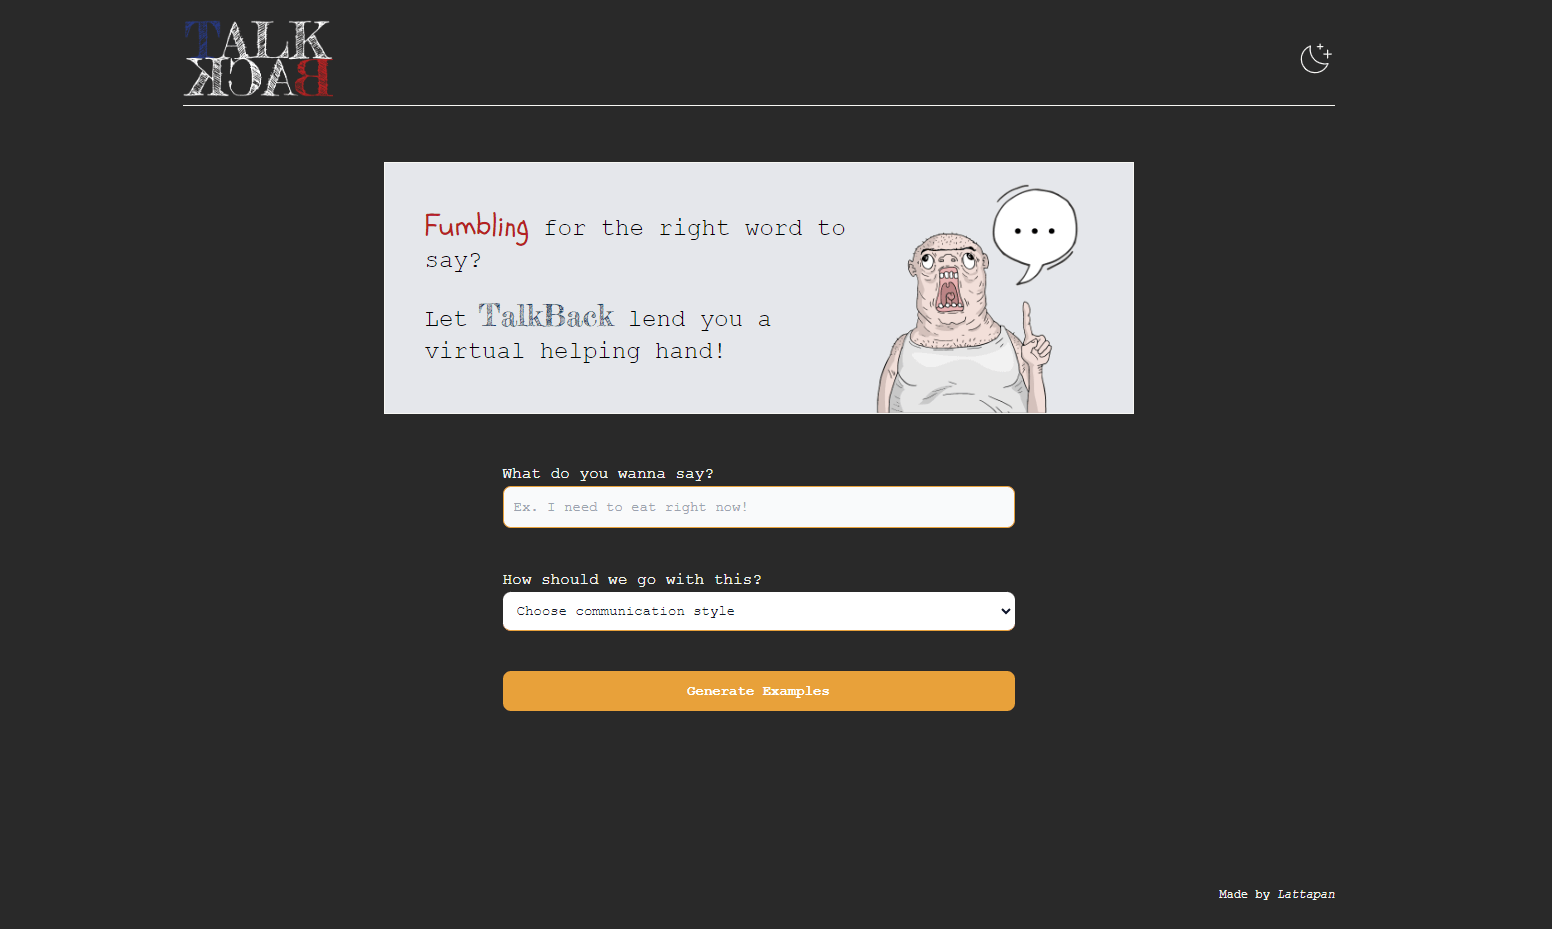 TALK
BACK
Fumbling for the right word to
say?
Let TalkBack lend you a
virtual helping hand!
What do you wanna say?
Ex. I need to eat right now!
How should we go with this?
Choose communication style
Generate Examples
Made by Lattapan